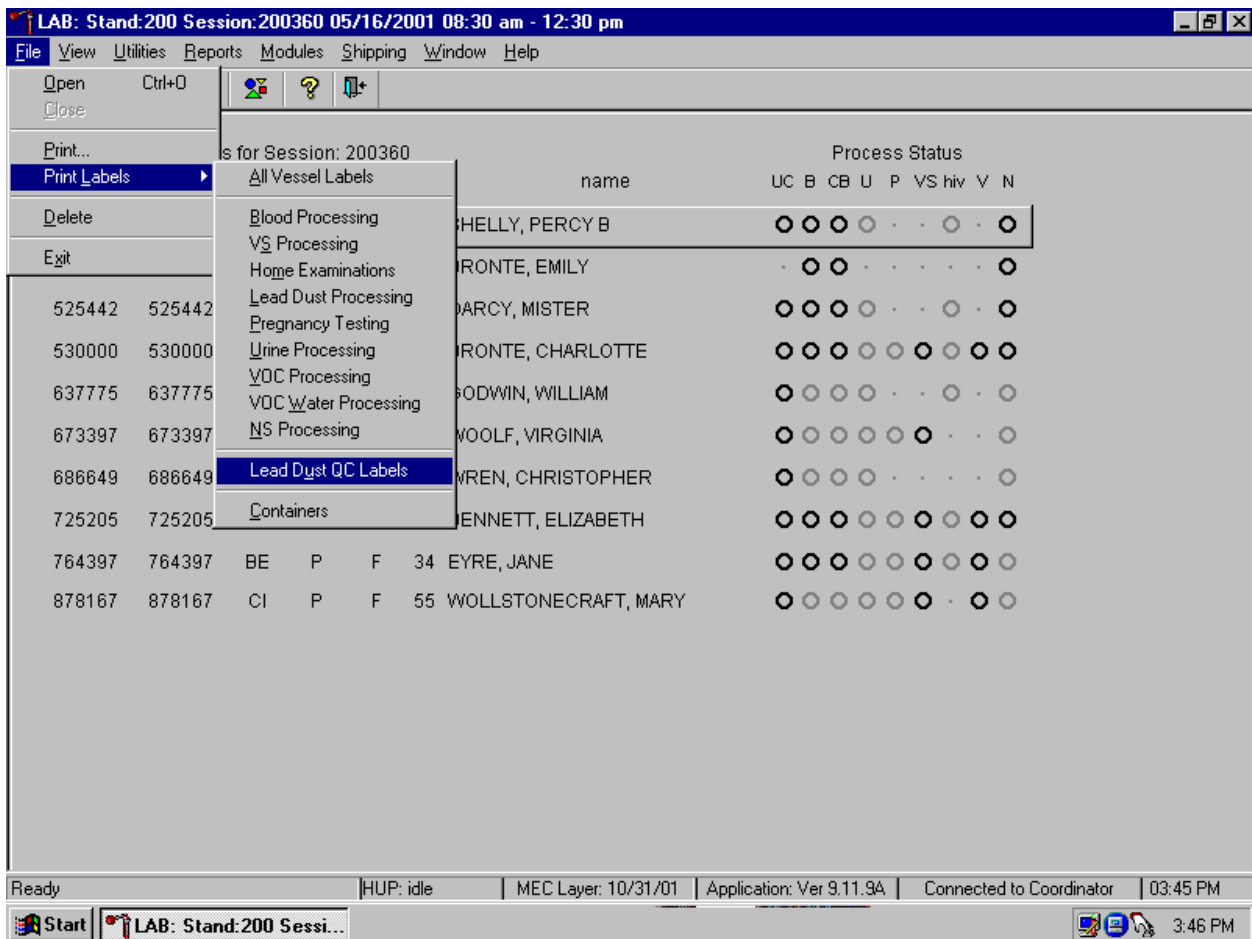 LAB: Stand:200 Session:200360 05/16/2001 08:30 am - 12:30 pm
File View Utilities Reports Modules Shipping Window Help
Open Ctrl+O
Close
Print...
Print Labels
Delete
Exit
All Vessel Labels
Blood Processing
VS Processing
Home Examinations
Lead Dust Processing
Pregnancy Testing
Urine Processing
VOC Processing
VOC Water Processing
NS Processing
Lead Dust QC Labels
Containers
s for Session: 200360
Process Status
name UC B CB U P VS hiv V N
HELLY, PERCY B
RONTE, EMILY
525442 525442 ARCY, MISTER
530000 530000 RONTE, CHARLOTTE
637775 637775 ODWIN, WILLIAM
673397 673397 WOOLF, VIRGINIA
686649 686649 WREN, CHRISTOPHER
725205 725205 ENNETT, ELIZABETH
764397 764397 BE P F 34 EYRE, JANE
878167 878167 CI P F 55 WOLLSTONECRAFT, MARY
Ready HUP: idle MEC Layer: 10/31/01 Application: Ver 9.11.9A Connected to Coordinator 03:45 PM
Start LAB: Stand:200 Sessi... 3:46 PM